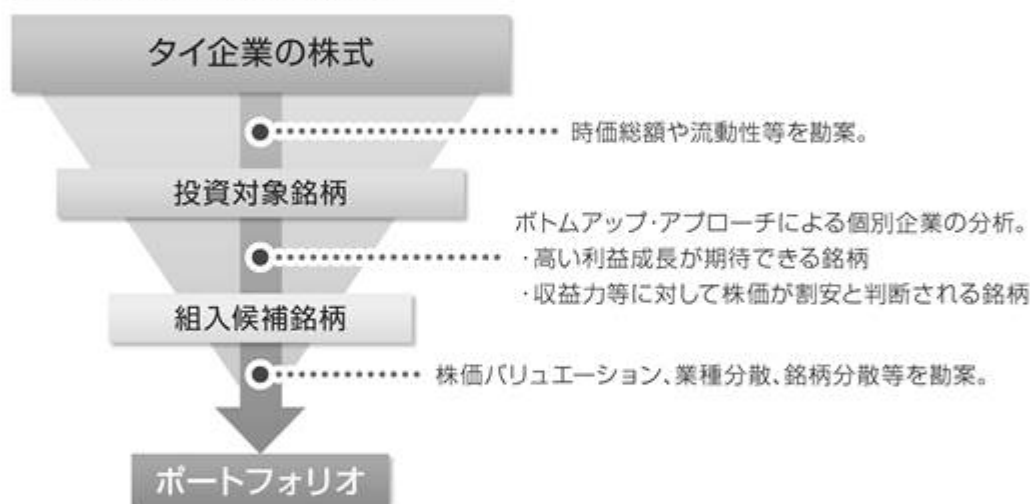 タイ企業の株式
時価総額や流動性等を勘案。
投資対象銘柄
ボトムアップ・アプローチによる個別企業の分析。
・高い利益成長が期待できる銘柄
・収益力等に対して株価が割安と判断される銘柄
組入候補銘柄
株価バリュエーション、業種分散、銘柄分散等を勘案。
ポートフォリオ